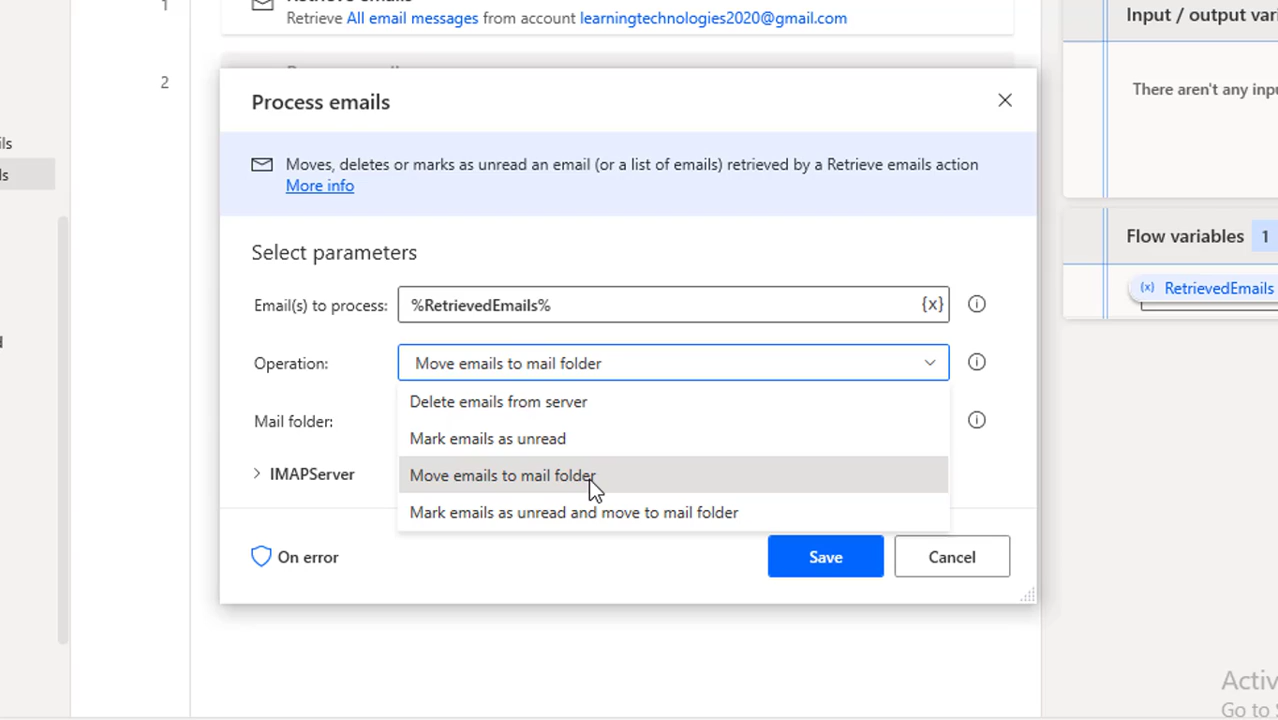 1
Retrieve emails
Retrieve All email messages from account learningtechnologies2020@gmail.com
2
Process emails
Moves, deletes or marks as unread an email (or a list of emails) retrieved by a Retrieve emails action
More info
Select parameters
Email(s) to process: %RetrievedEmails% {x}
Operation: Move emails to mail folder
Delete emails from server
Mail folder:
Mark emails as unread
IMAPServer
Move emails to mail folder
Mark emails as unread and move to mail folder
On error
Save
Cancel
ils
ls
d
Input / output var
There aren't any inpu
Flow variables 1
(x) RetrievedEmails
Activ
Go to S